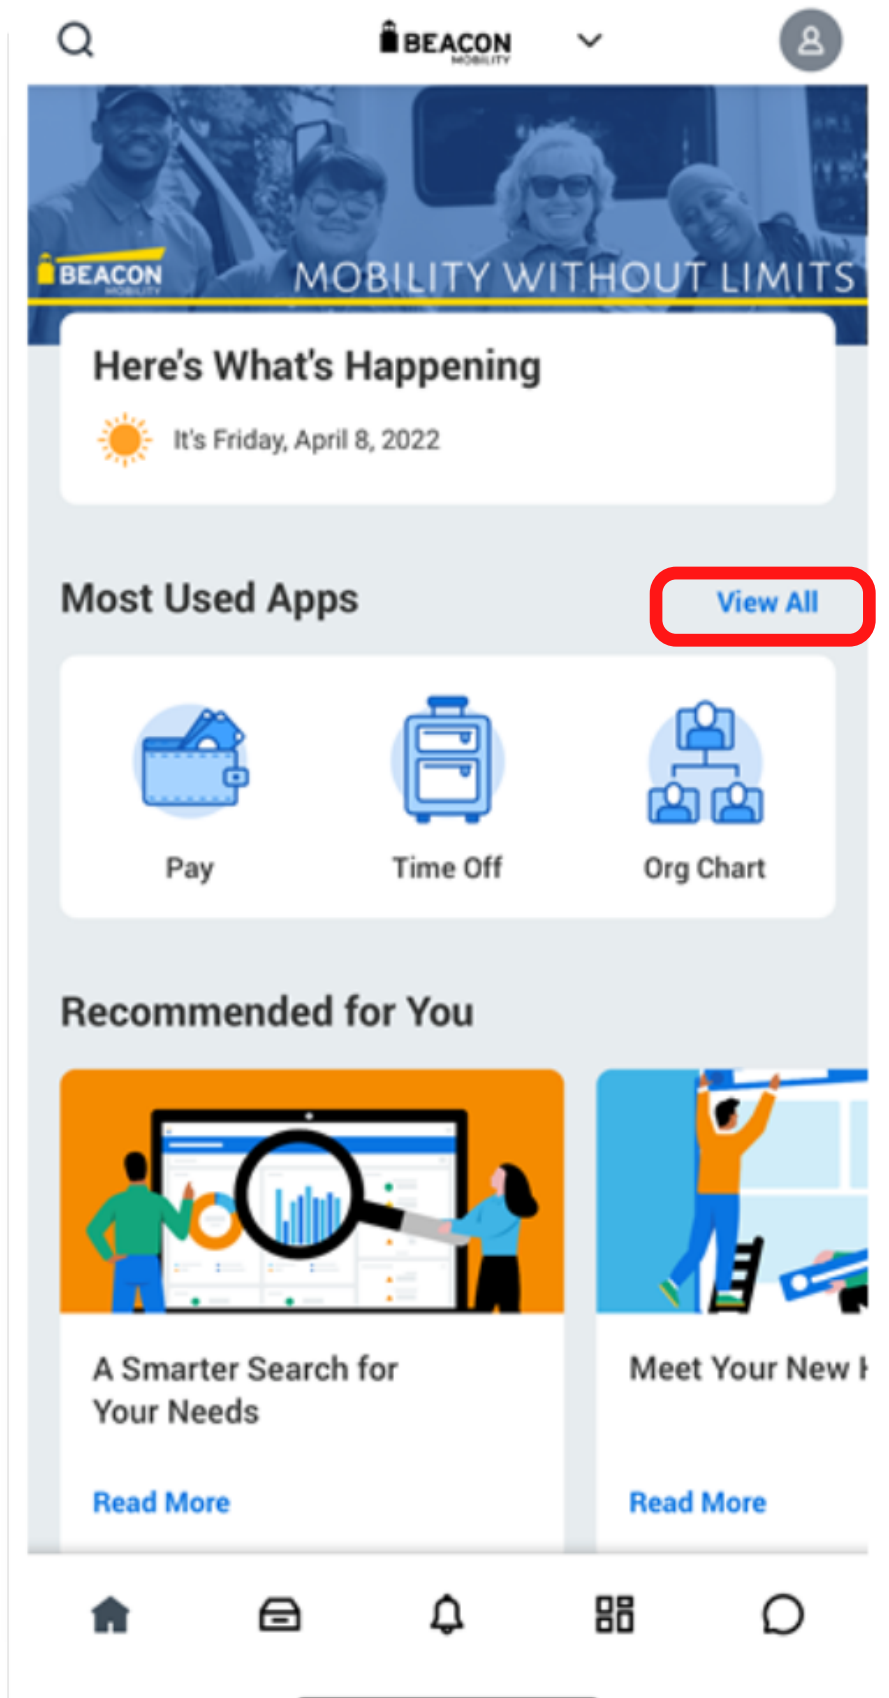 BEACON
MOBILITY
BEACON
MOBILITY
MOBILITY WITHOUT LIMITS
Here's What's Happening
It's Friday, April 8, 2022
Most Used Apps
View All
Pay
Time Off
Org Chart
Recommended for You
A Smarter Search for
Your Needs
Read More
Meet Your New
Read More